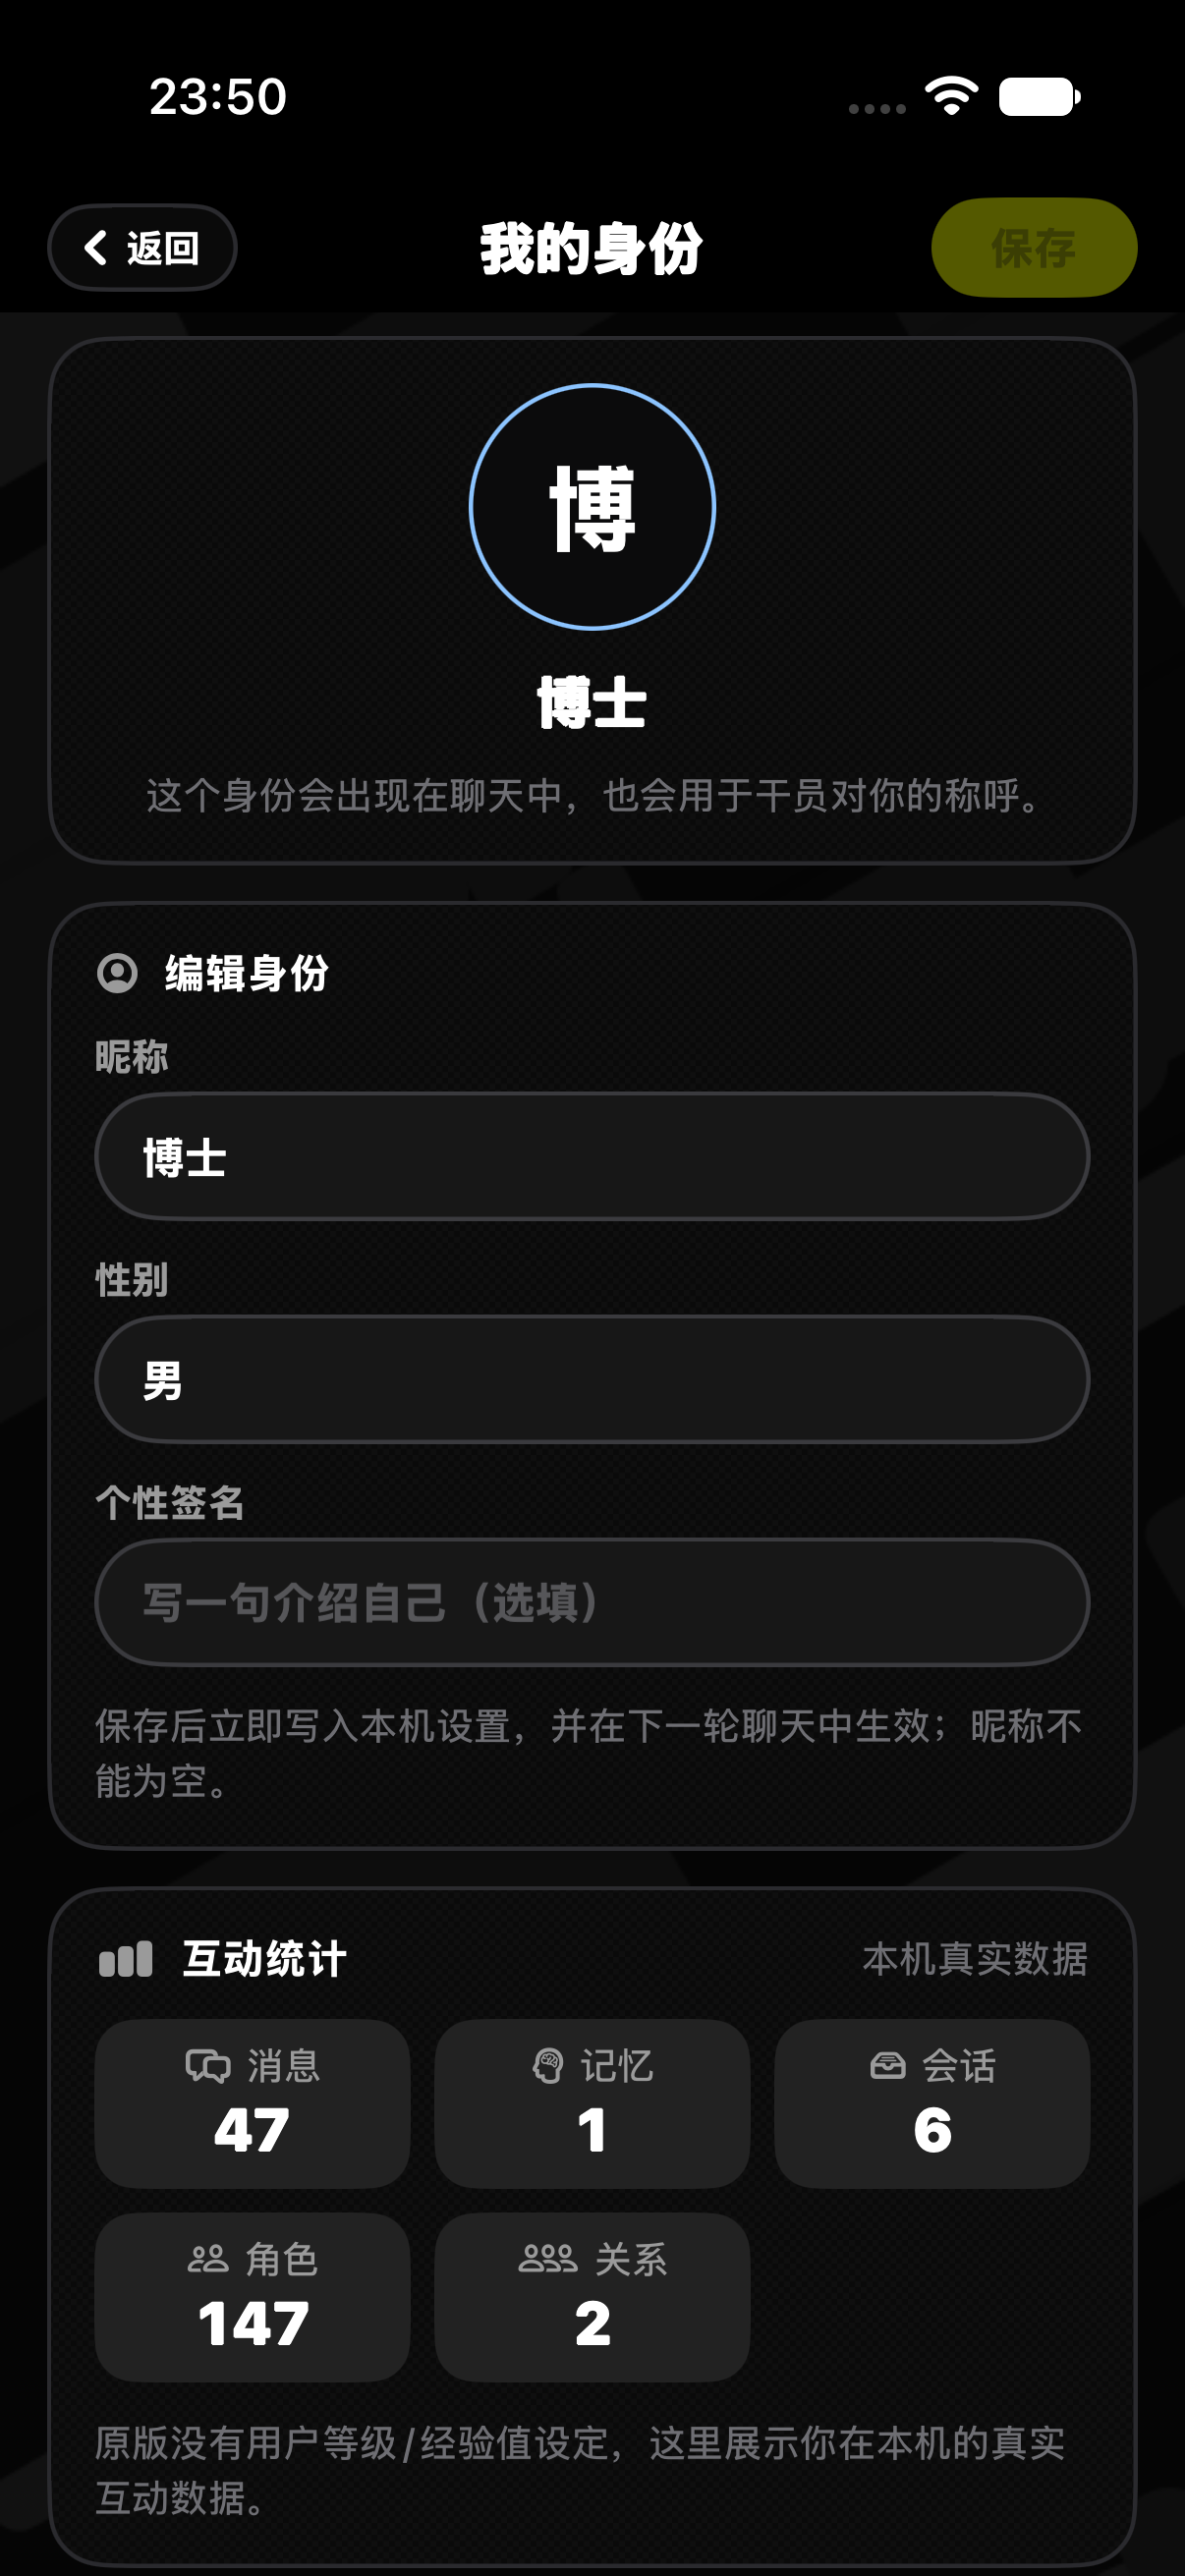 23:50
返回
我的身份
保存
博
博士
这个身份会出现在聊天中，也会用于干员对你的称呼。
编辑身份
昵称
博士
性别
男
个性签名
写一句介绍自己（选填）
保存后立即写入本机设置，并在下一轮聊天中生效；昵称不
能为空。
互动统计
本机真实数据
消息
记忆
会话
47
1
6
角色
关系
147
2
原版没有用户等级/经验值设定，这里展示你在本机的真实
互动数据。